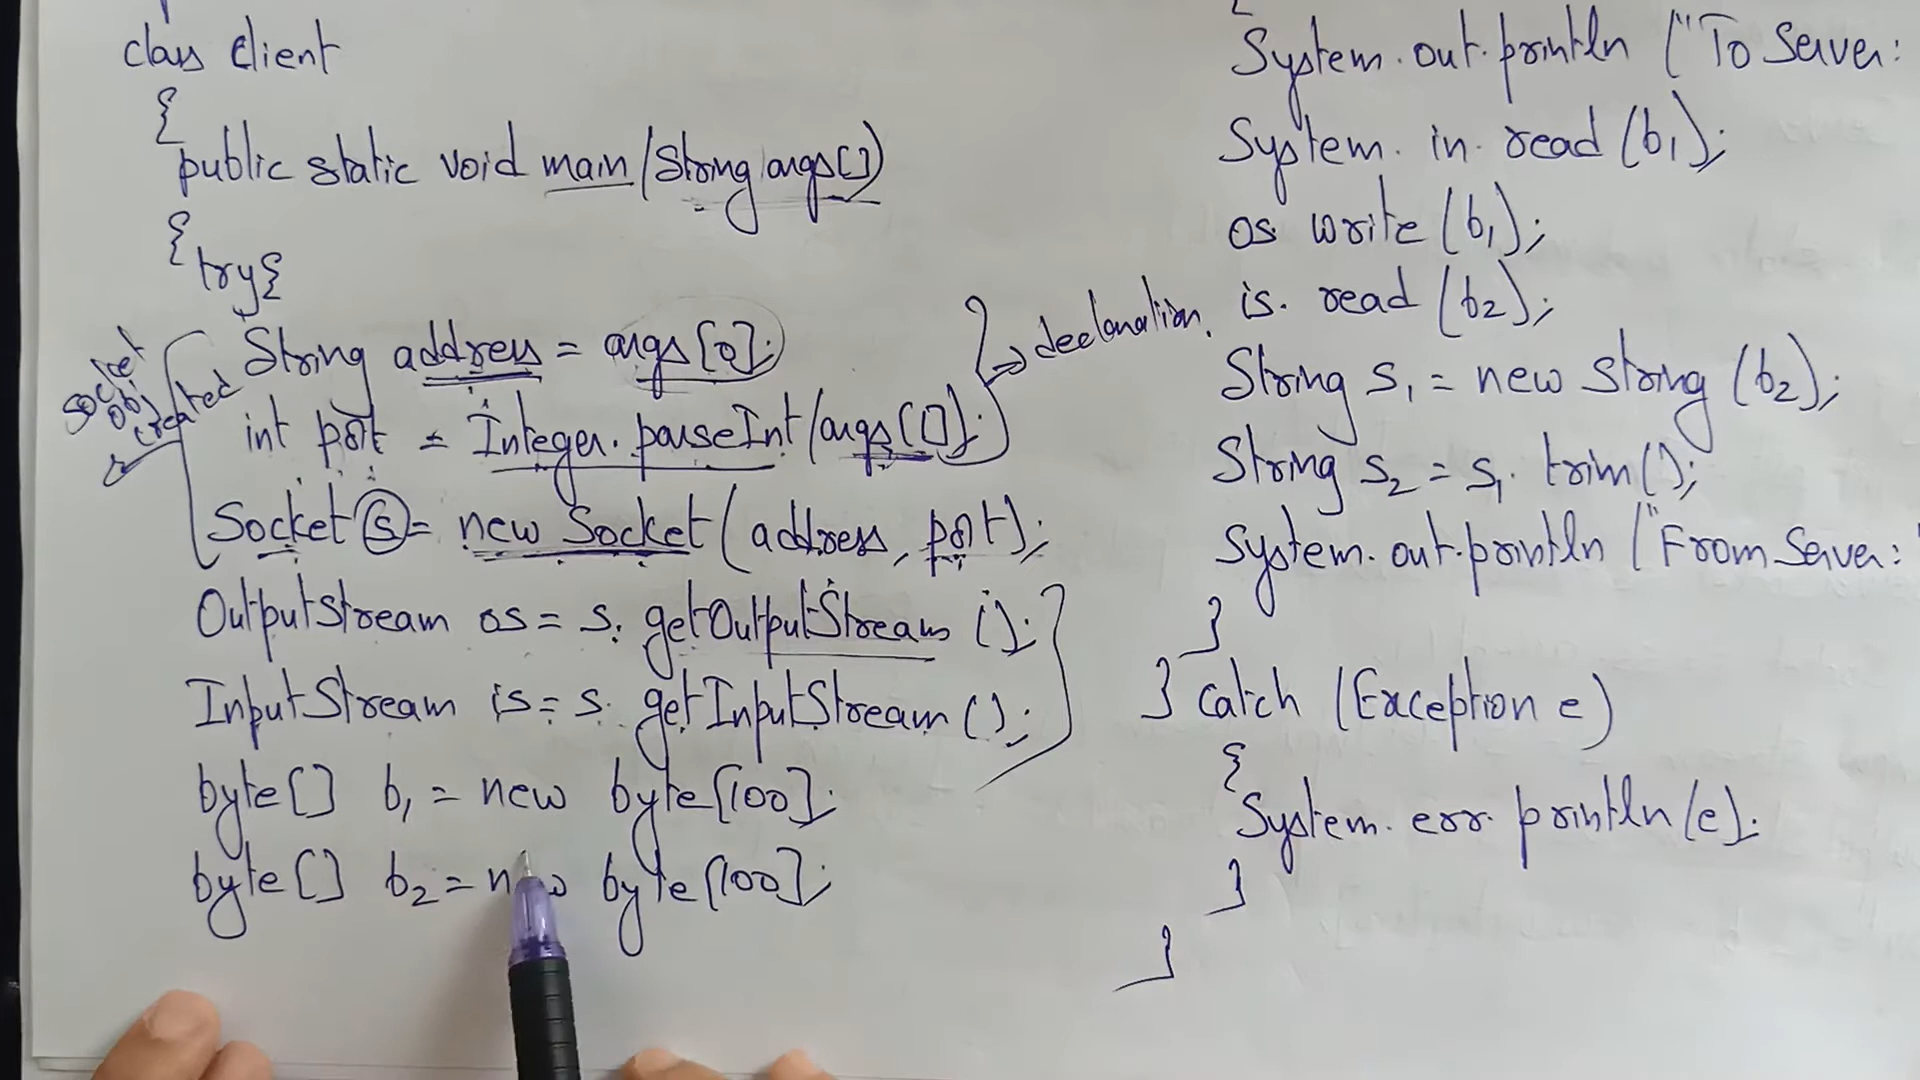 class Client
{
public static void main(String args[])
{
try{
String address = args[0];
int port = Integer.parseInt(args[1]);
Socket s = new Socket(address, port);
OutputStream os = s. getOutputStream ();
InputStream is = s. getInputStream ();
byte[] b1 = new byte[100];
byte[] b2 = new byte[100];
socket obj created
declaration.
{
System.out.println ("To Server:
System.in.read (b1);
os write (b1);
is. read (b2);
String s1 = new String (b2);
String s2 = s1. trim();
System.out.println ("From Server:"
}
} catch (Exception e)
{
System.err.println(e);
}
}